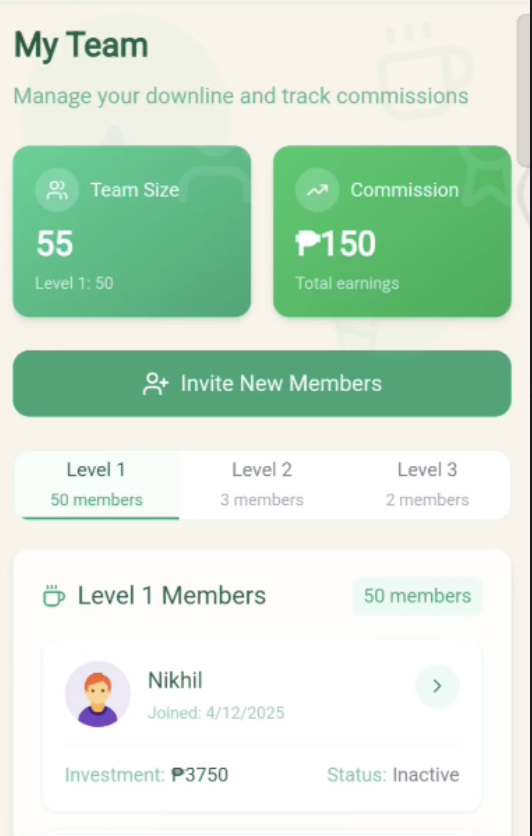 My Team
Manage your downline and track commissions
Team Size
55
Level 1: 50
Commission
₱150
Total earnings
Invite New Members
Level 1
50 members
Level 2
3 members
Level 3
2 members
Level 1 Members
50 members
Nikhil
Joined: 4/12/2025
Investment: ₱3750
Status: Inactive